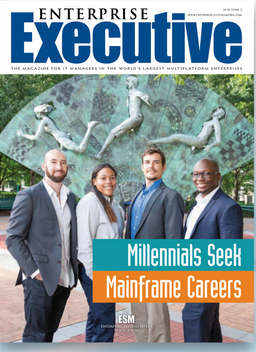 ENTERPRISE
Executive
THE MAGAZINE FOR IT MANAGERS IN THE WORLD'S LARGEST MULTIPLATFORM ENTERPRISES
Millennials Seek
Mainframe Careers
ESM